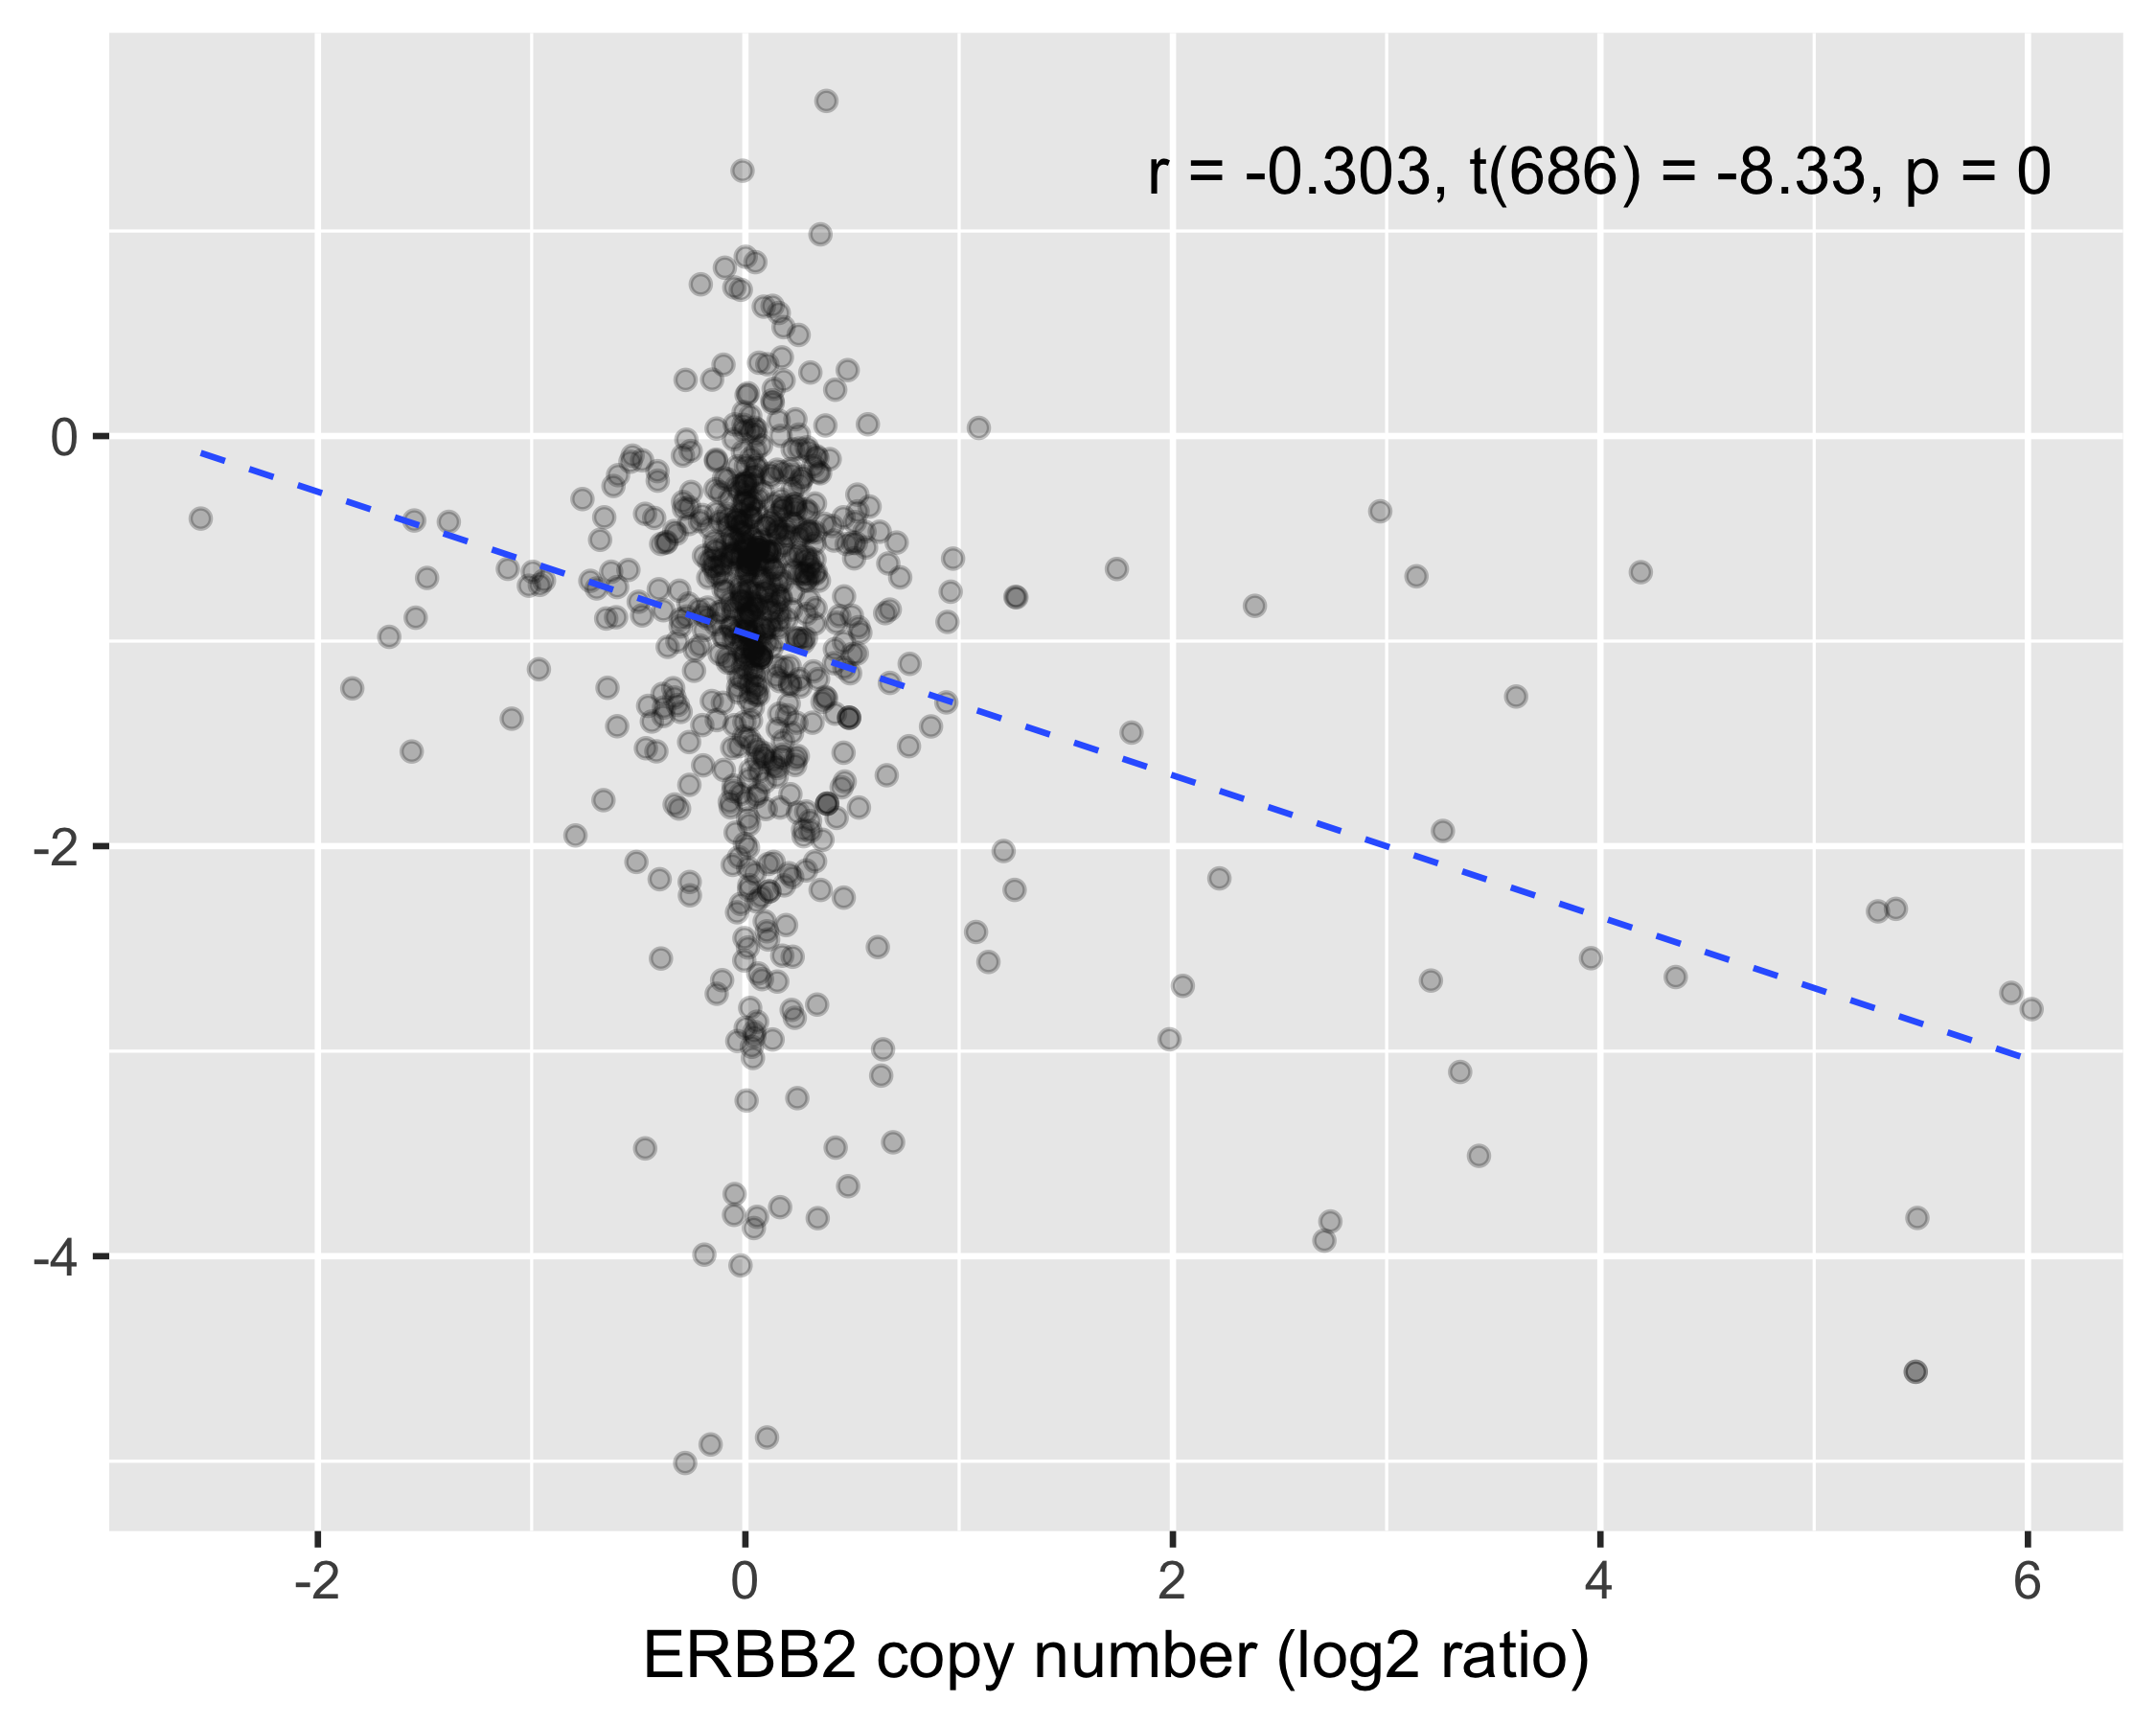 r = -0.303, t(686) = -8.33, p = 0
0
-2
-4
-2 0 2 4 6
ERBB2 copy number (log2 ratio)